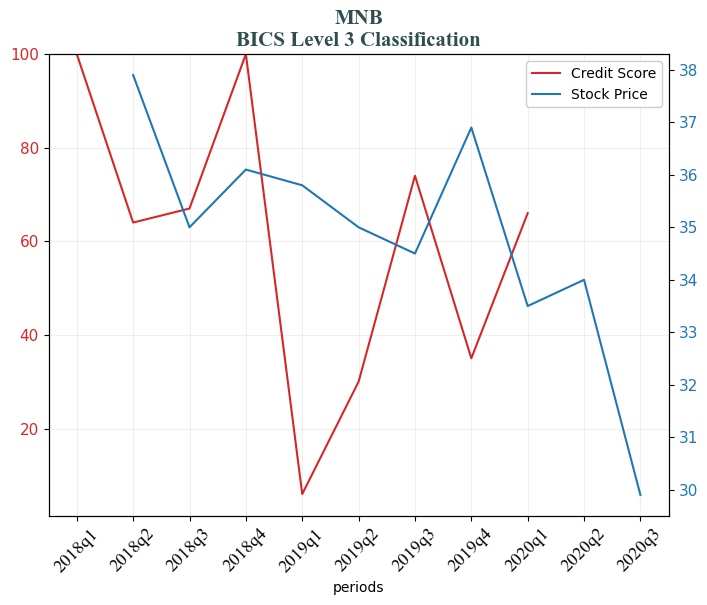 MNB
BICS Level 3 Classification
Credit Score
Stock Price
100
80
60
40
20
38
37
36
35
34
33
32
31
30
2018q1
2018q2
2018q3
2018q4
2019q1
2019q2
2019q3
2019q4
2020q1
2020q2
2020q3
periods